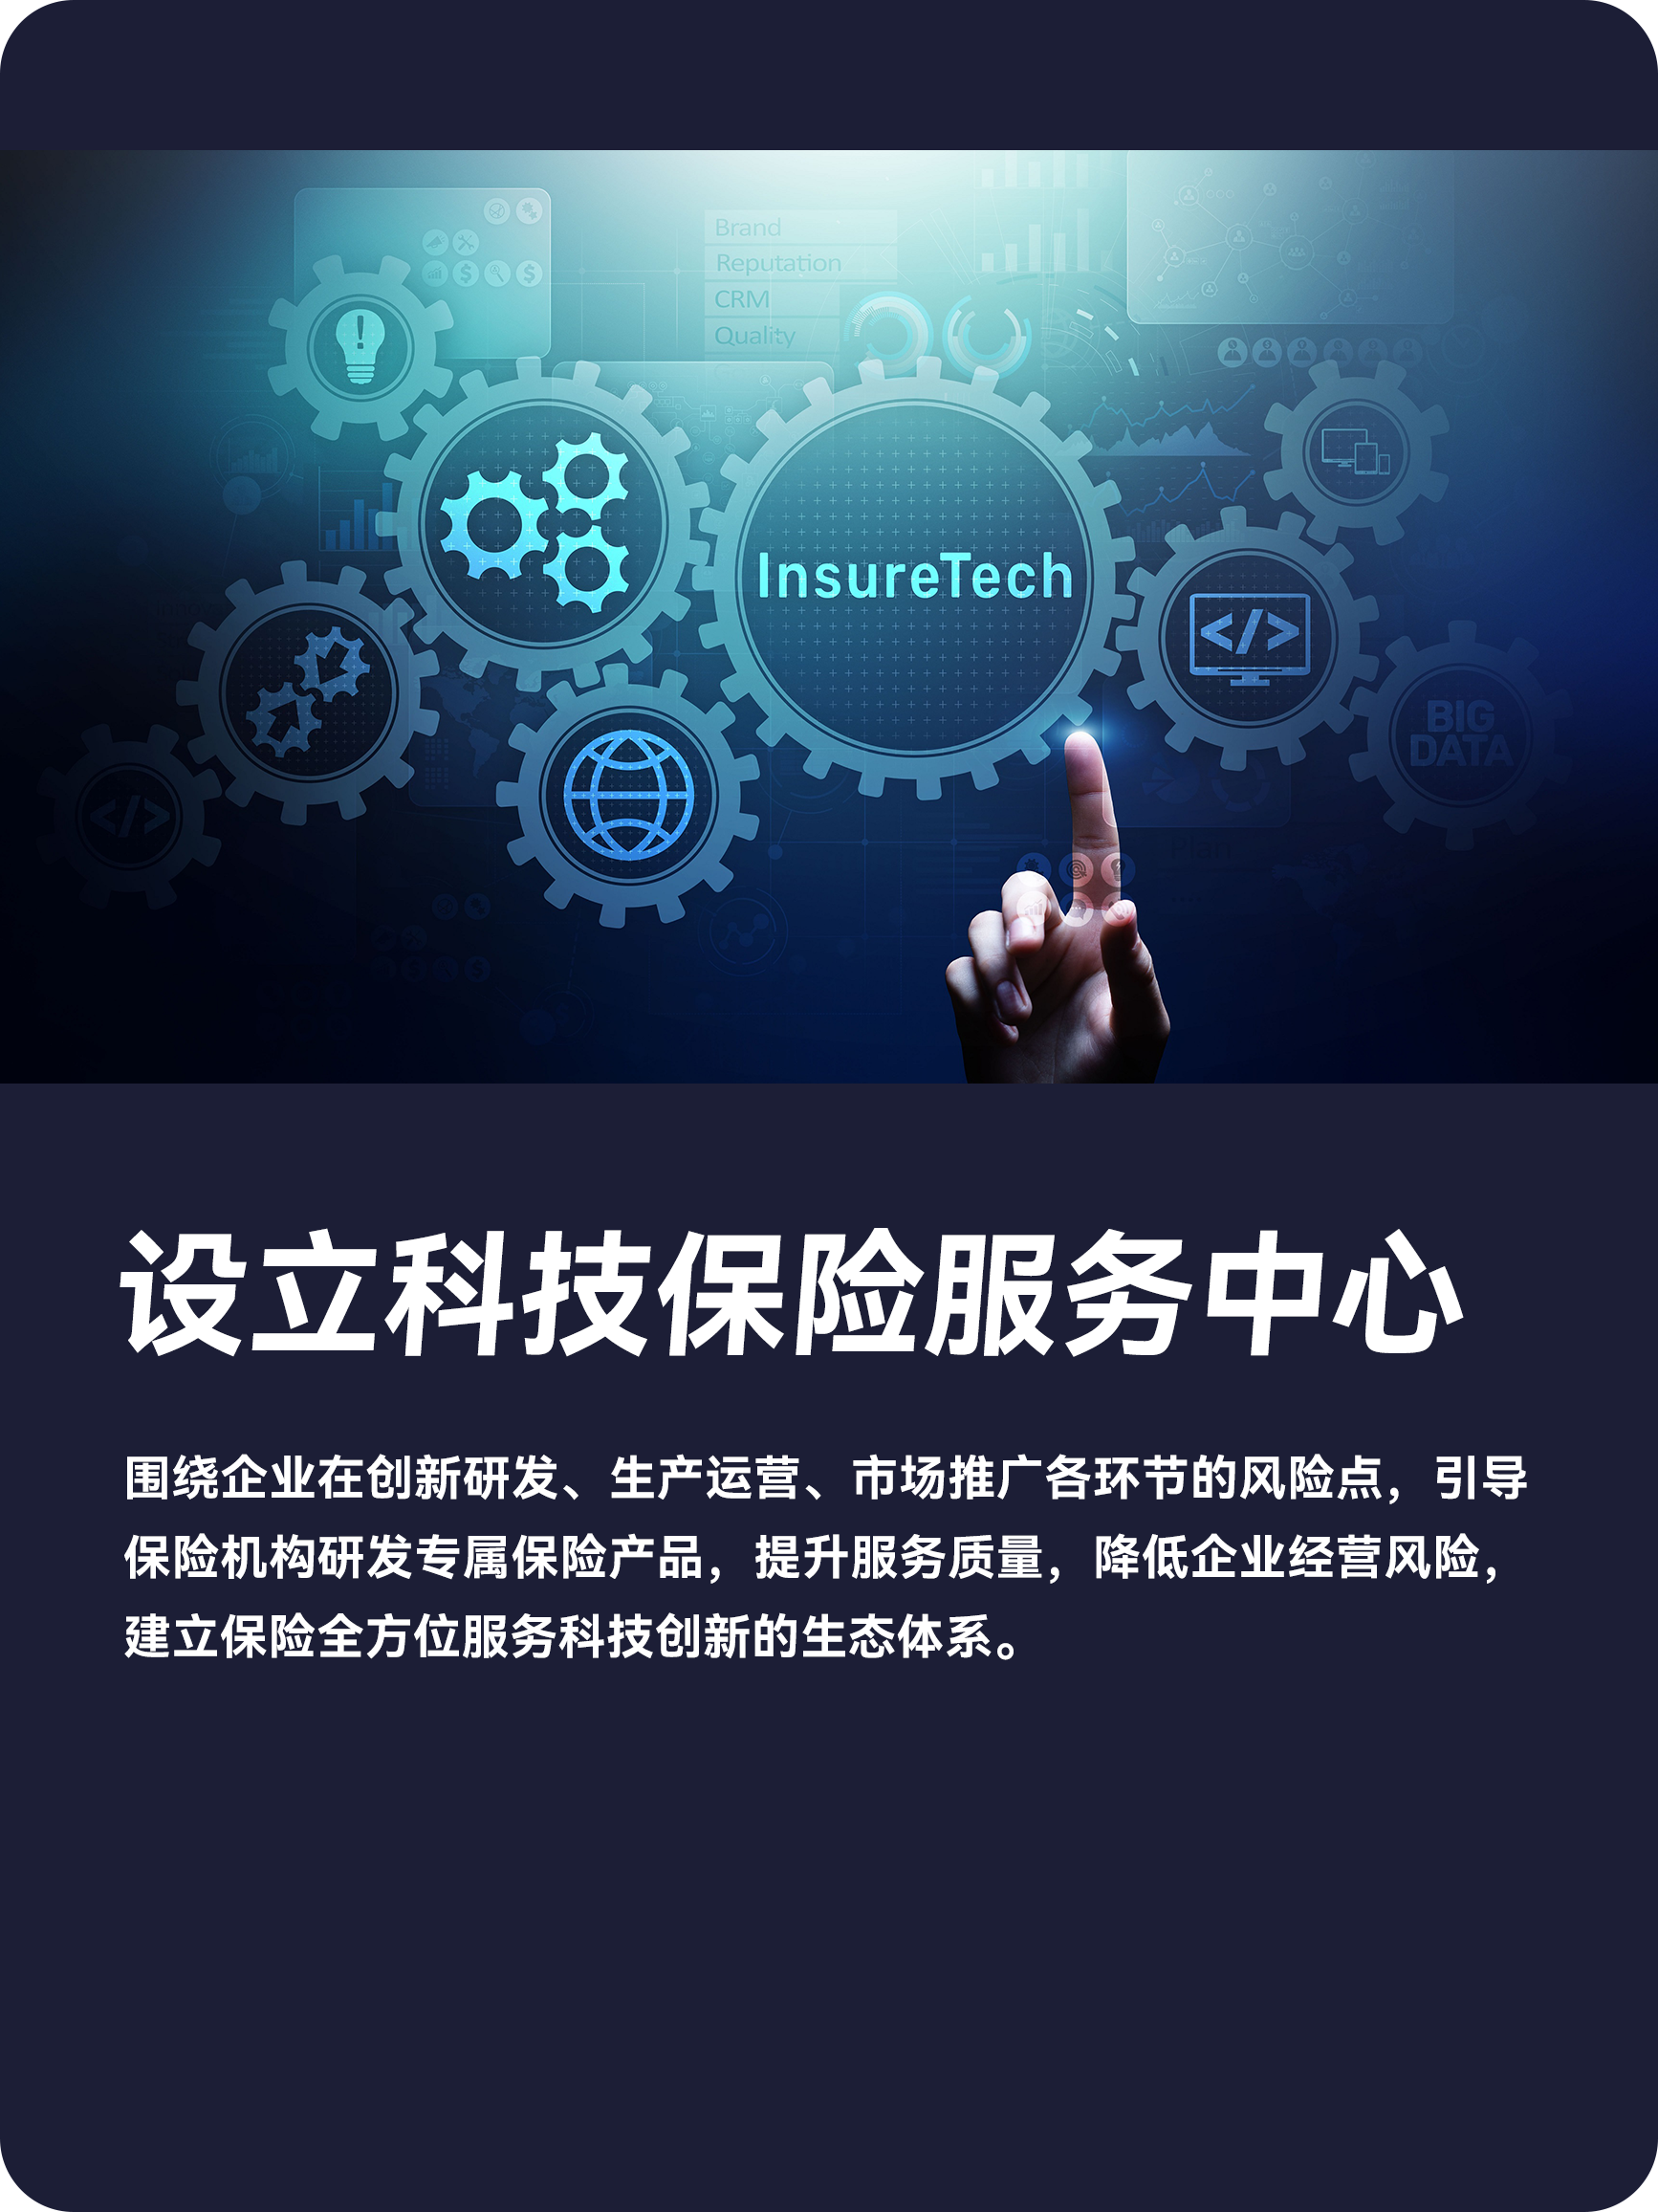 Brand
Reputation
CRM
Quality
InsureTech
</>
BIG
DATA
</>
Plan
设立科技保险服务中心
围绕企业在创新研发、生产运营、市场推广各环节的风险点，引导
保险机构研发专属保险产品，提升服务质量，降低企业经营风险，
建立保险全方位服务科技创新的生态体系。